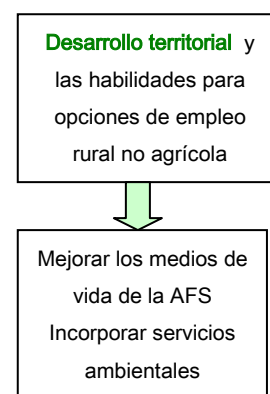 Desarrollo territorial y
las habilidades para
opciones de empleo
rural no agrícola
Mejorar los medios de
vida de la AFS
Incorporar servicios
ambientales